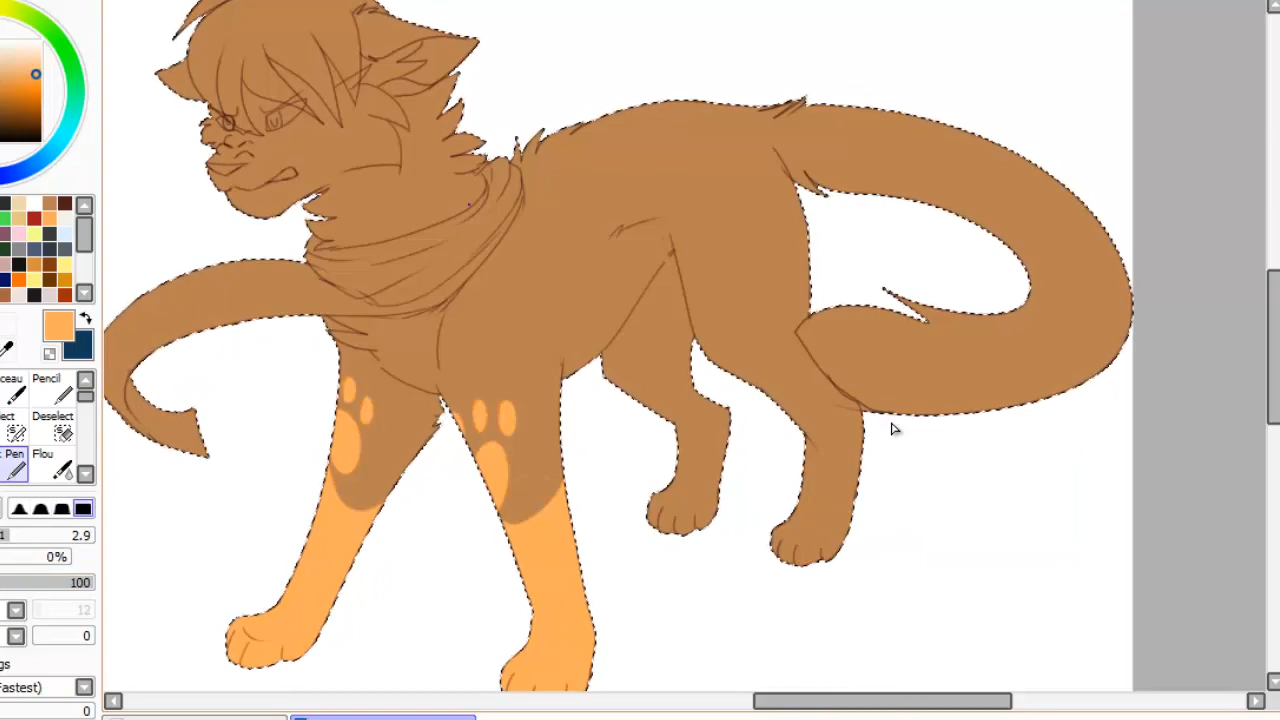 ceau Pencil
ect Deselect
Pen Flou
2.9
0%
100
12
0
gs
Fastest)
0